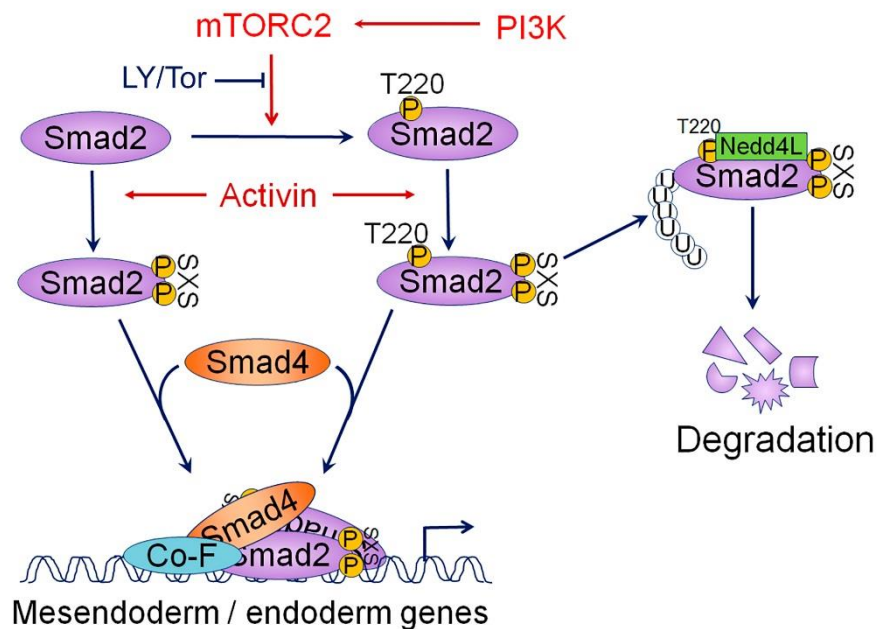 mTORC2
PI3K
LY/Tor
T220
P
Smad2
Smad2
T220
P
Nedd4L
P
P
SXS
Smad2
U
U
U
U
U
U
Activin
T220
P
P
P
SXS
Smad2
P
P
SXS
Smad2
Smad4
Degradation
Smad4
Co-F
Smad2
P
P
SXS
Mesendoderm / endoderm genes